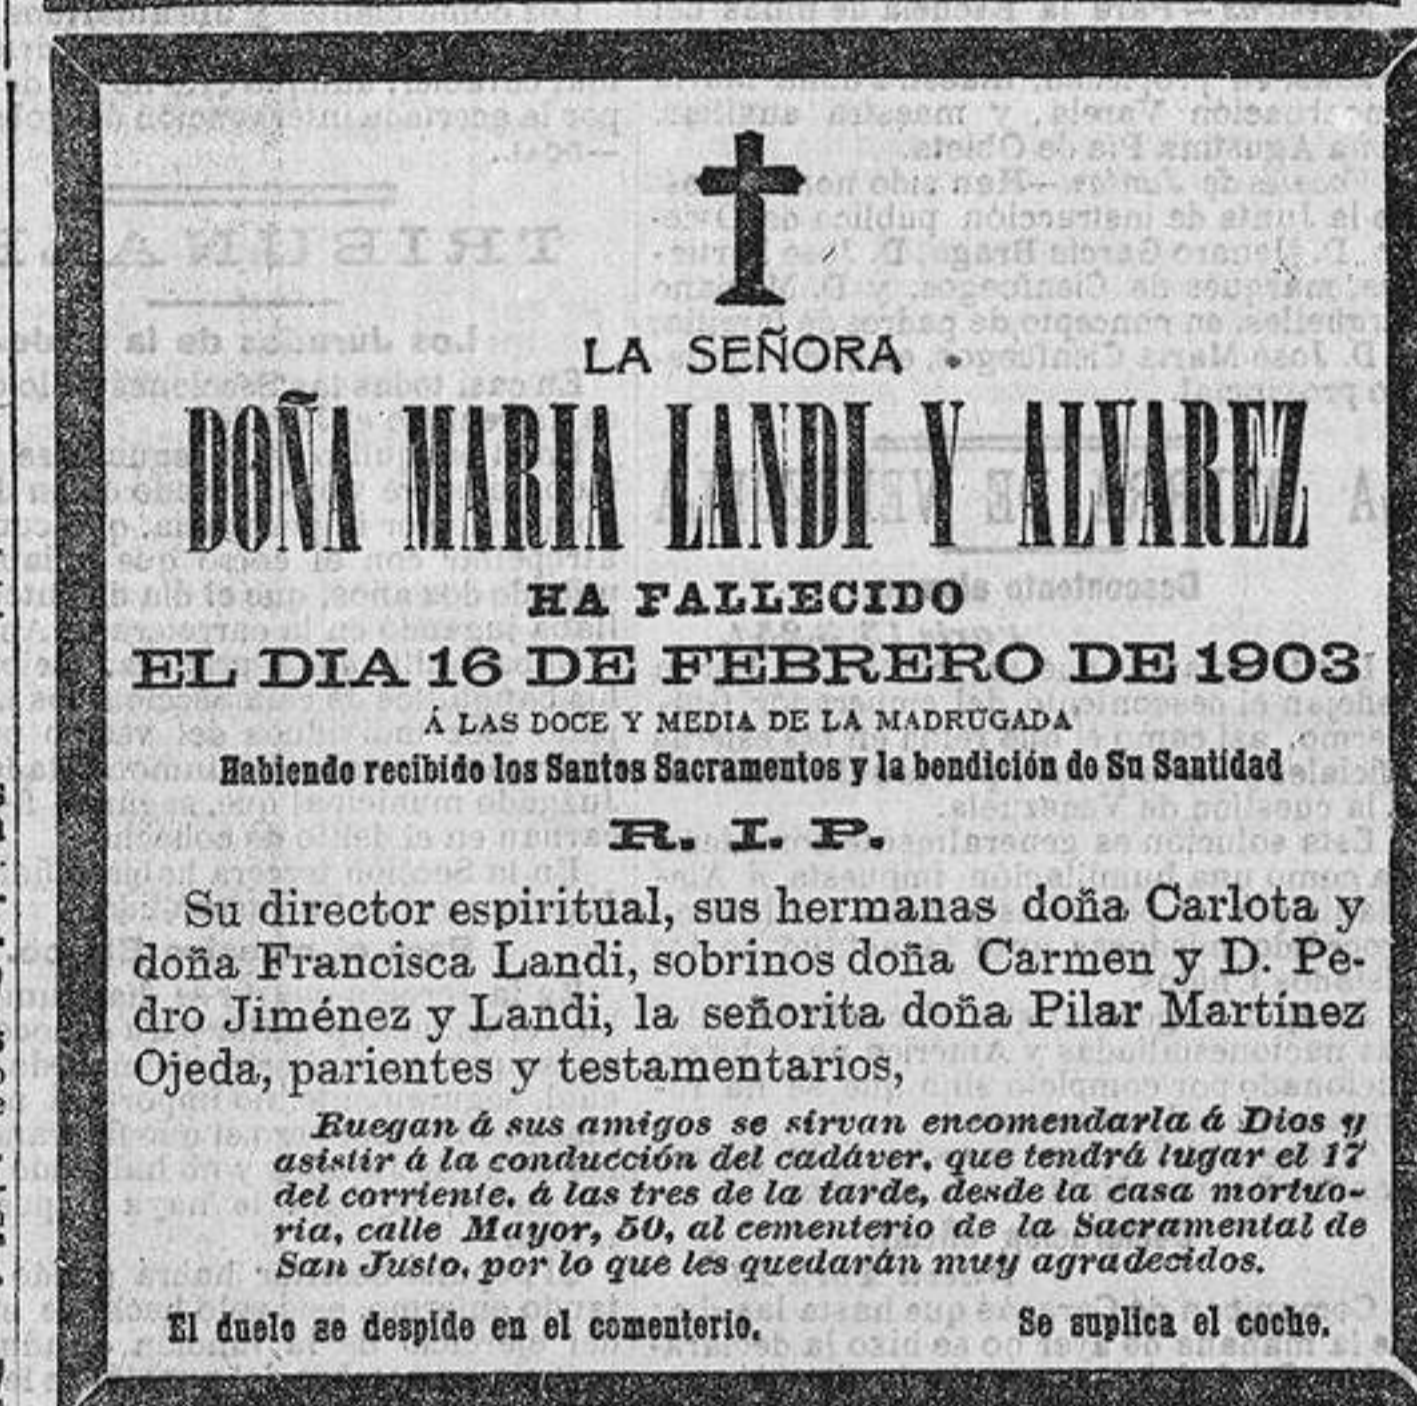 LA SEÑORA
DOÑA MARIA LANDI Y ALVAREZ
HA FALLECIDO
EL DIA 16 DE FEBRERO DE 1903
Á LAS DOCE Y MEDIA DE LA MADRUGADA
Habiendo recibido los Santos Sacramentos y la bendición de Su Santidad
R. I. P.
Su director espiritual, sus hermanas doña Carlota y
doña Francisca Landi, sobrinos doña Carmen y D. Pe-
dro Jiménez y Landi, la señorita doña Pilar Martínez
Ojeda, parientes y testamentarios,
Ruegan á sus amigos se sirvan encomendarla á Dios y
asistir á la conducción del cadáver, que tendrá lugar el 17
del corriente, á las tres de la tarde, desde la casa mortuo-
ria, calle Mayor, 50, al cementerio de la Sacramental de
San Justo, por lo que les quedarán muy agradecidos.
El duelo se despide en el cementerio. Se suplica el coche.